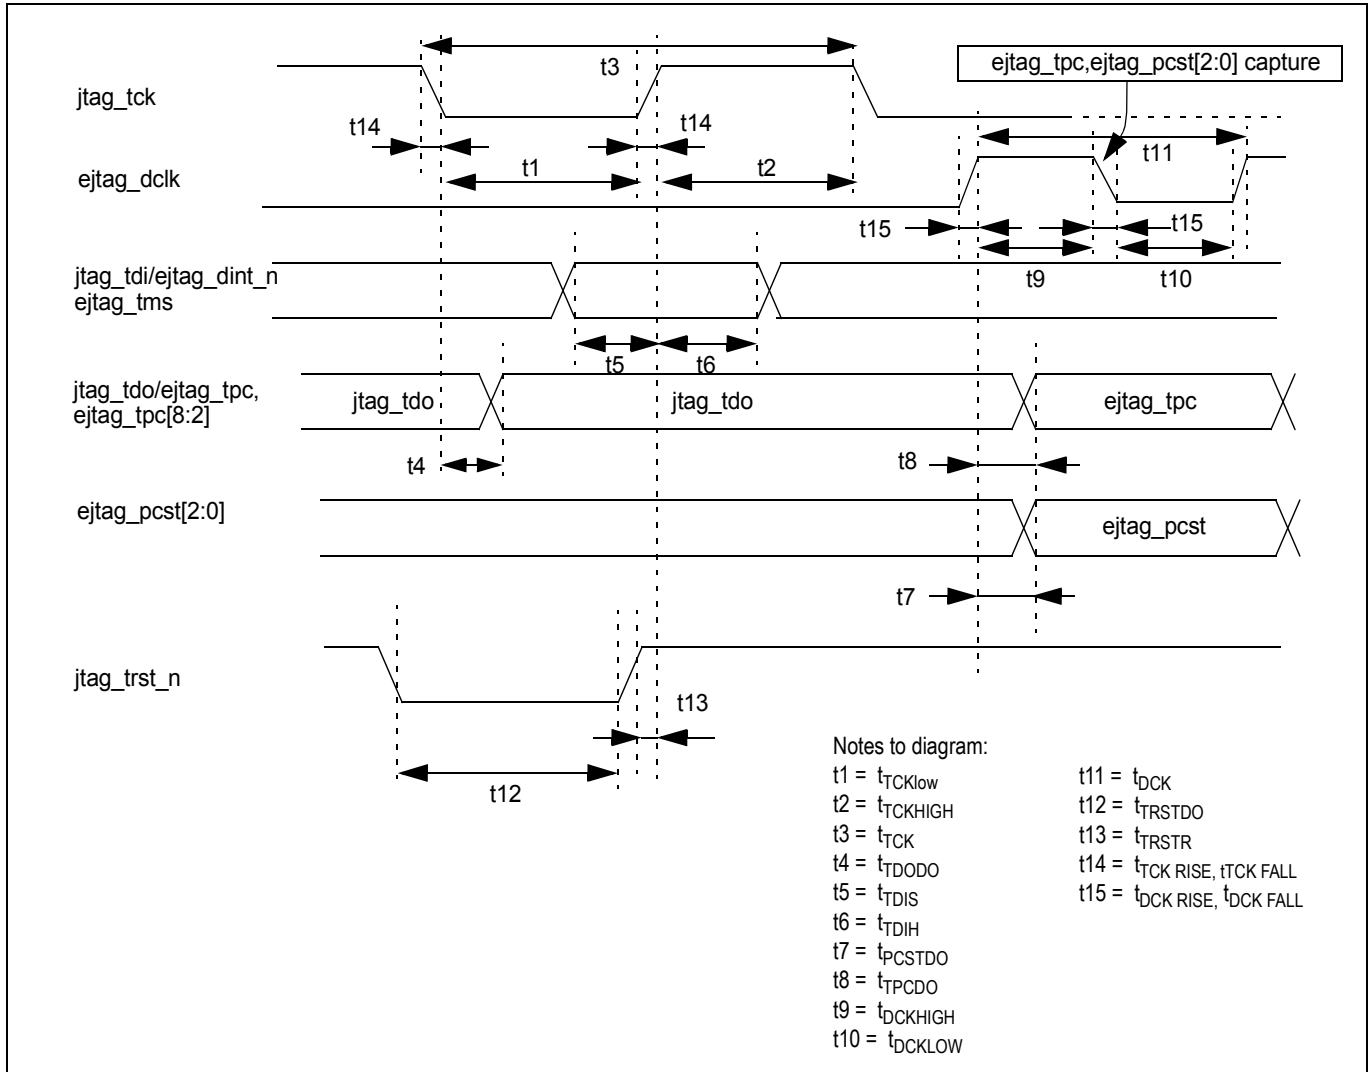 t3
ejtag_tpc,ejtag_pcst[2:0] capture
jtag_tck
t14
t14
t11
ejtag_dclk
t1
t2
t15
t15
jtag_tdi/ejtag_dint_n
ejtag_tms
t9
t10
t5
t6
jtag_tdo/ejtag_tpc,
ejtag_tpc[8:2]
jtag_tdo
jtag_tdo
ejtag_tpc
t4
t8
ejtag_pcst[2:0]
ejtag_pcst
t7
jtag_trst_n
t13
t12
Notes to diagram:
t1 = tTCKlow
t2 = tTCKHIGH
t3 = tTCK
t4 = tTDODO
t5 = tTDIS
t6 = tTDIH
t7 = tPCSTDO
t8 = tTPCDO
t9 = tDCKHIGH
t10 = tDCKLOW
t11 = tDCK
t12 = tTRSTDO
t13 = tTRSTR
t14 = tTCK RISE, tTCK FALL
t15 = tDCK RISE, tDCK FALL